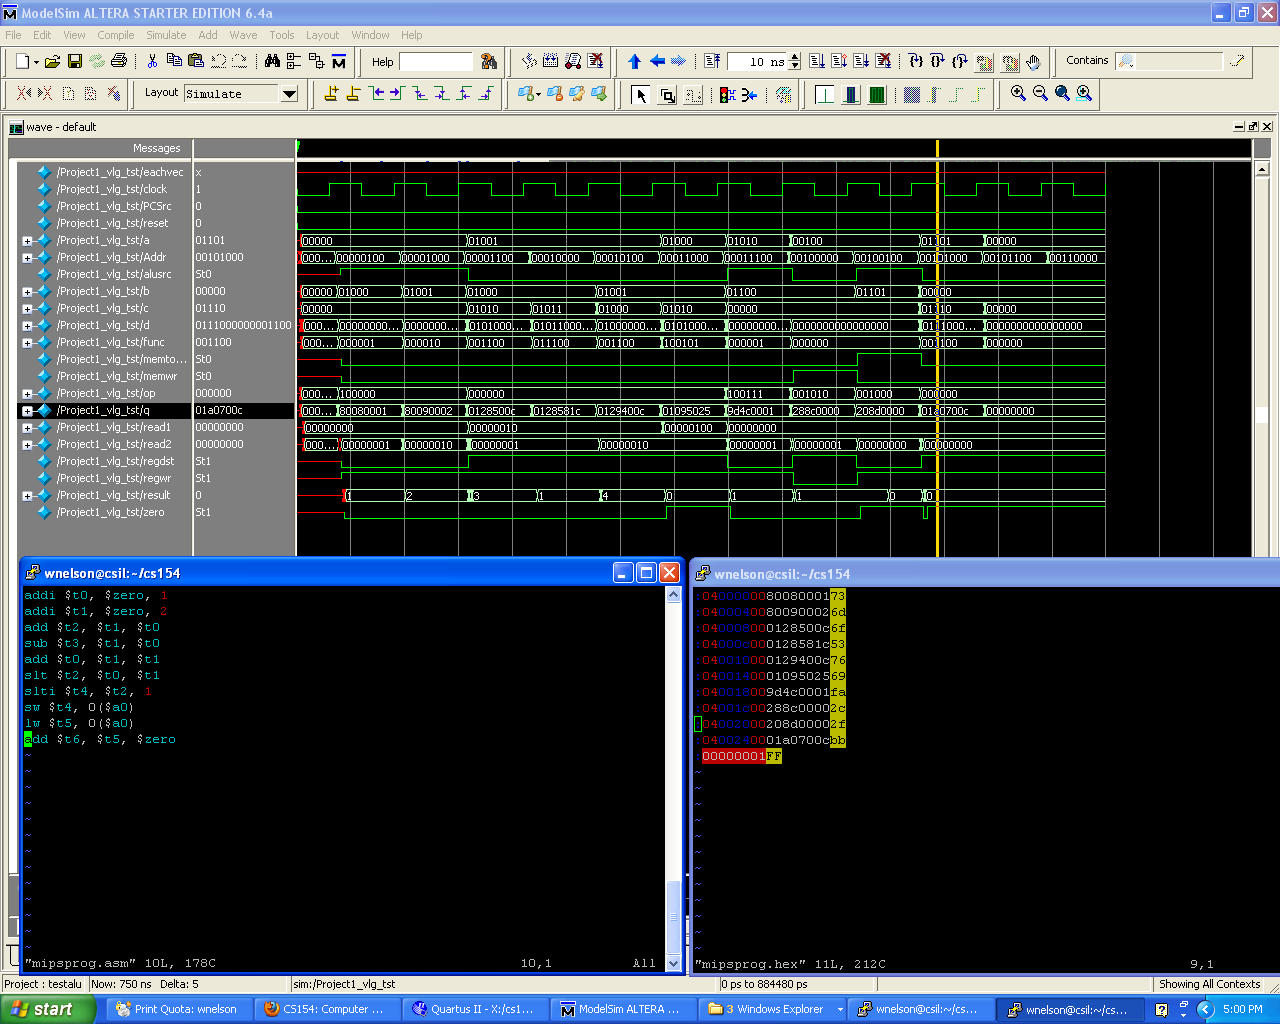 ModelSim ALTERA STARTER EDITION 6.4a
File Edit View Compile Simulate Add Wave Tools Layout Window Help
Help 10 ns Contains
Layout Simulate
wave - default
Messages
/Project1_vlg_tst/eachvec x
/Project1_vlg_tst/clock 1
/Project1_vlg_tst/PCSrc 0
/Project1_vlg_tst/reset 0
/Project1_vlg_tst/a 01101 00000 01001 01000 01010 00100 01101 00000
/Project1_vlg_tst/Addr 00101000 000... 00000100 00001000 00001100 00010000 00010100 00011000 00011100 00100000 00100100 00101000 00101100 00110000
/Project1_vlg_tst/alusrc St0
/Project1_vlg_tst/b 00000 00000 01000 01001 01000 01001 01100 01101 00000
/Project1_vlg_tst/c 01110 00000 01010 01011 01000 01010 00000 01110 00000
/Project1_vlg_tst/d 0111000000001100 000... 00000000... 0000000... 0101000... 01011000... 01000000... 0101000... 00000000... 0000000000000000 0111000... 0000000000000000
/Project1_vlg_tst/func 001100 000... 000001 000010 001100 011100 001100 100101 000001 000000 001100 000000
/Project1_vlg_tst/memto... St0
/Project1_vlg_tst/memwr St0
/Project1_vlg_tst/op 000000 000... 100000 000000 100111 001010 001000 000000
/Project1_vlg_tst/q 01a0700c 000... 80080001 80090002 0128500c 0128581c 0129400c 01095025 9d4c0001 288c0000 208d0000 01a0700c 00000000
/Project1_vlg_tst/read1 00000000 00000000 00000010 00000100 00000000
/Project1_vlg_tst/read2 00000000 000... 00000001 00000010 00000001 00000010 00000001 00000001 00000000 00000000
/Project1_vlg_tst/regdst St1
/Project1_vlg_tst/regwr St1
/Project1_vlg_tst/result 0 1 2 3 1 4 0 1 1 0 0
/Project1_vlg_tst/zero St1
wnelson@csil:~/cs154
addi $t0, $zero, 1
addi $t1, $zero, 2
add $t2, $t1, $t0
sub $t3, $t1, $t0
add $t0, $t1, $t1
slt $t2, $t0, $t1
slti $t4, $t2, 1
sw $t4, 0($a0)
lw $t5, 0($a0)
add $t6, $t5, $zero
"mipsprog.asm" 10L, 178C 10,1 All
wnelson@csil:~/cs154
:040000008008000173
:04000400800900026d
:040008000128500c6f
:04000c000128581c53
:040010000129400c76
:040014000109502569
:040018009d4c0001fa
:04001c00288c00002c
:04002000208d00002f
:0400240001a0700cbb
:00000001FF
"mipsprog.hex" 11L, 212C 9,1
Project : testalu Now: 750 ns Delta: 5 sim:/Project1_vlg_tst 0 ps to 884480 ps Showing All Contexts
start Print Quota: wnelson CS154: Computer ... Quartus II - X:/cs1... ModelSim ALTERA ... 3 Windows Explorer wnelson@csil:~/cs... wnelson@csil:~/cs... 5:00 PM